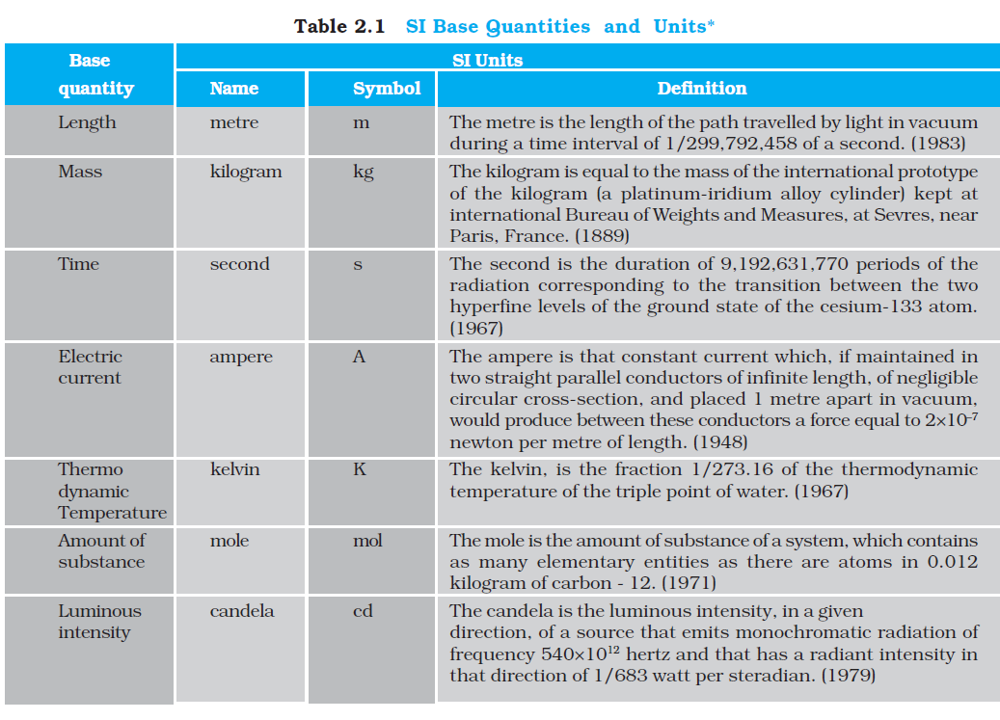 Table 2.1 SI Base Quantities and Units*
Base quantity
SI Units
Name
Symbol
Definition
Length
metre
m
The metre is the length of the path travelled by light in vacuum
during a time interval of 1/299,792,458 of a second. (1983)
Mass
kilogram
kg
The kilogram is equal to the mass of the international prototype
of the kilogram (a platinum-iridium alloy cylinder) kept at
international Bureau of Weights and Measures, at Sevres, near
Paris, France. (1889)
Time
second
s
The second is the duration of 9,192,631,770 periods of the
radiation corresponding to the transition between the two
hyperfine levels of the ground state of the cesium-133 atom.
(1967)
Electric
current
ampere
A
The ampere is that constant current which, if maintained in
two straight parallel conductors of infinite length, of negligible
circular cross-section, and placed 1 metre apart in vacuum,
would produce between these conductors a force equal to 2×10⁻⁷
newton per metre of length. (1948)
Thermo
dynamic
Temperature
kelvin
K
The kelvin, is the fraction 1/273.16 of the thermodynamic
temperature of the triple point of water. (1967)
Amount of
substance
mole
mol
The mole is the amount of substance of a system, which contains
as many elementary entities as there are atoms in 0.012
kilogram of carbon - 12. (1971)
Luminous
intensity
candela
cd
The candela is the luminous intensity, in a given
direction, of a source that emits monochromatic radiation of
frequency 540×10¹² hertz and that has a radiant intensity in
that direction of 1/683 watt per steradian. (1979)